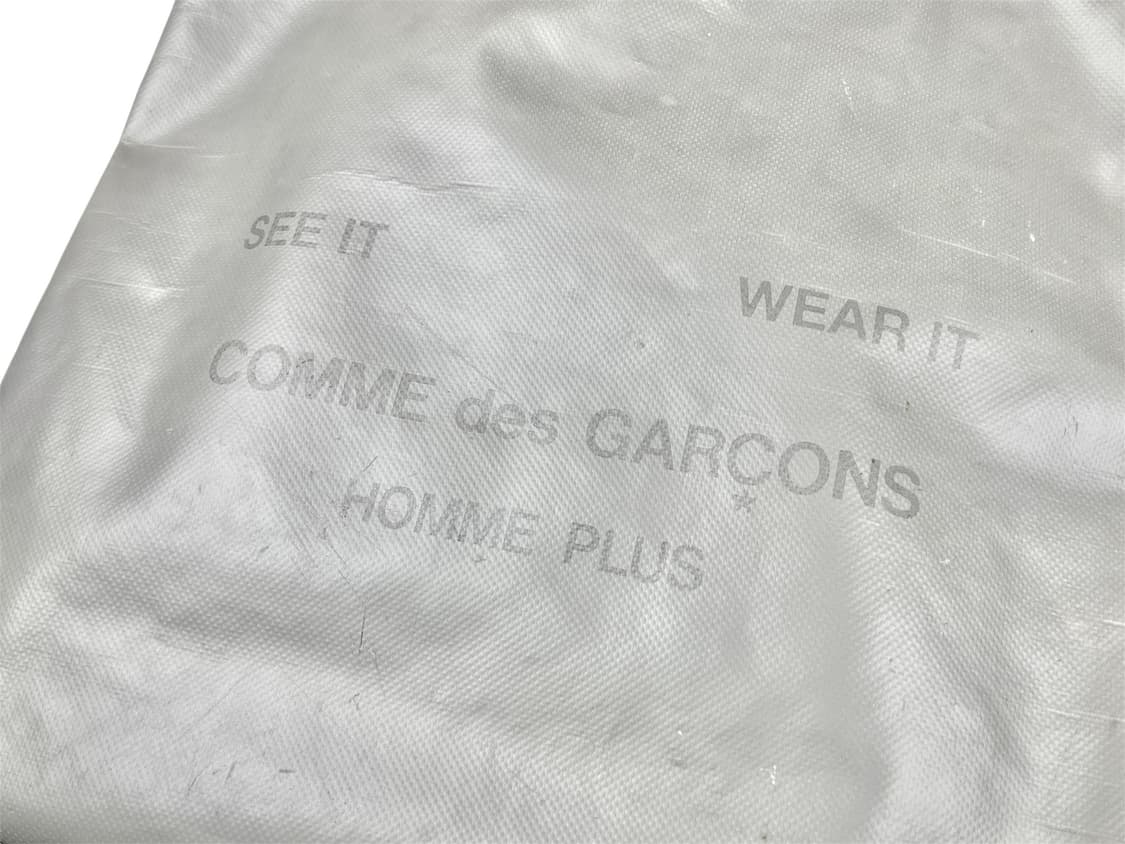 SEE IT
WEAR IT
COMME des GARÇONS
HOMME PLUS